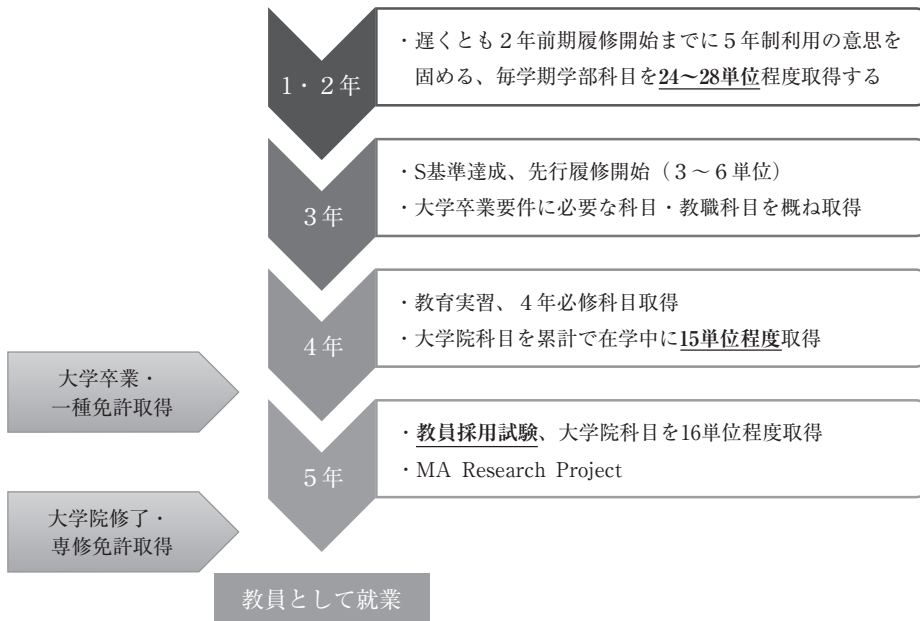 1・2年
・遅くとも2年前期履修開始までに5年制利用の意思を
固める、毎学期学部科目を24～28単位程度取得する
3年
・S基準達成、先行履修開始（3～6単位）
・大学卒業要件に必要な科目・教職科目を概ね取得
4年
・教育実習、4年必修科目取得
・大学院科目を累計で在学中に15単位程度取得
大学卒業・
一種免許取得
5年
・教員採用試験、大学院科目を16単位程度取得
・MA Research Project
大学院修了・
専修免許取得
教員として就業